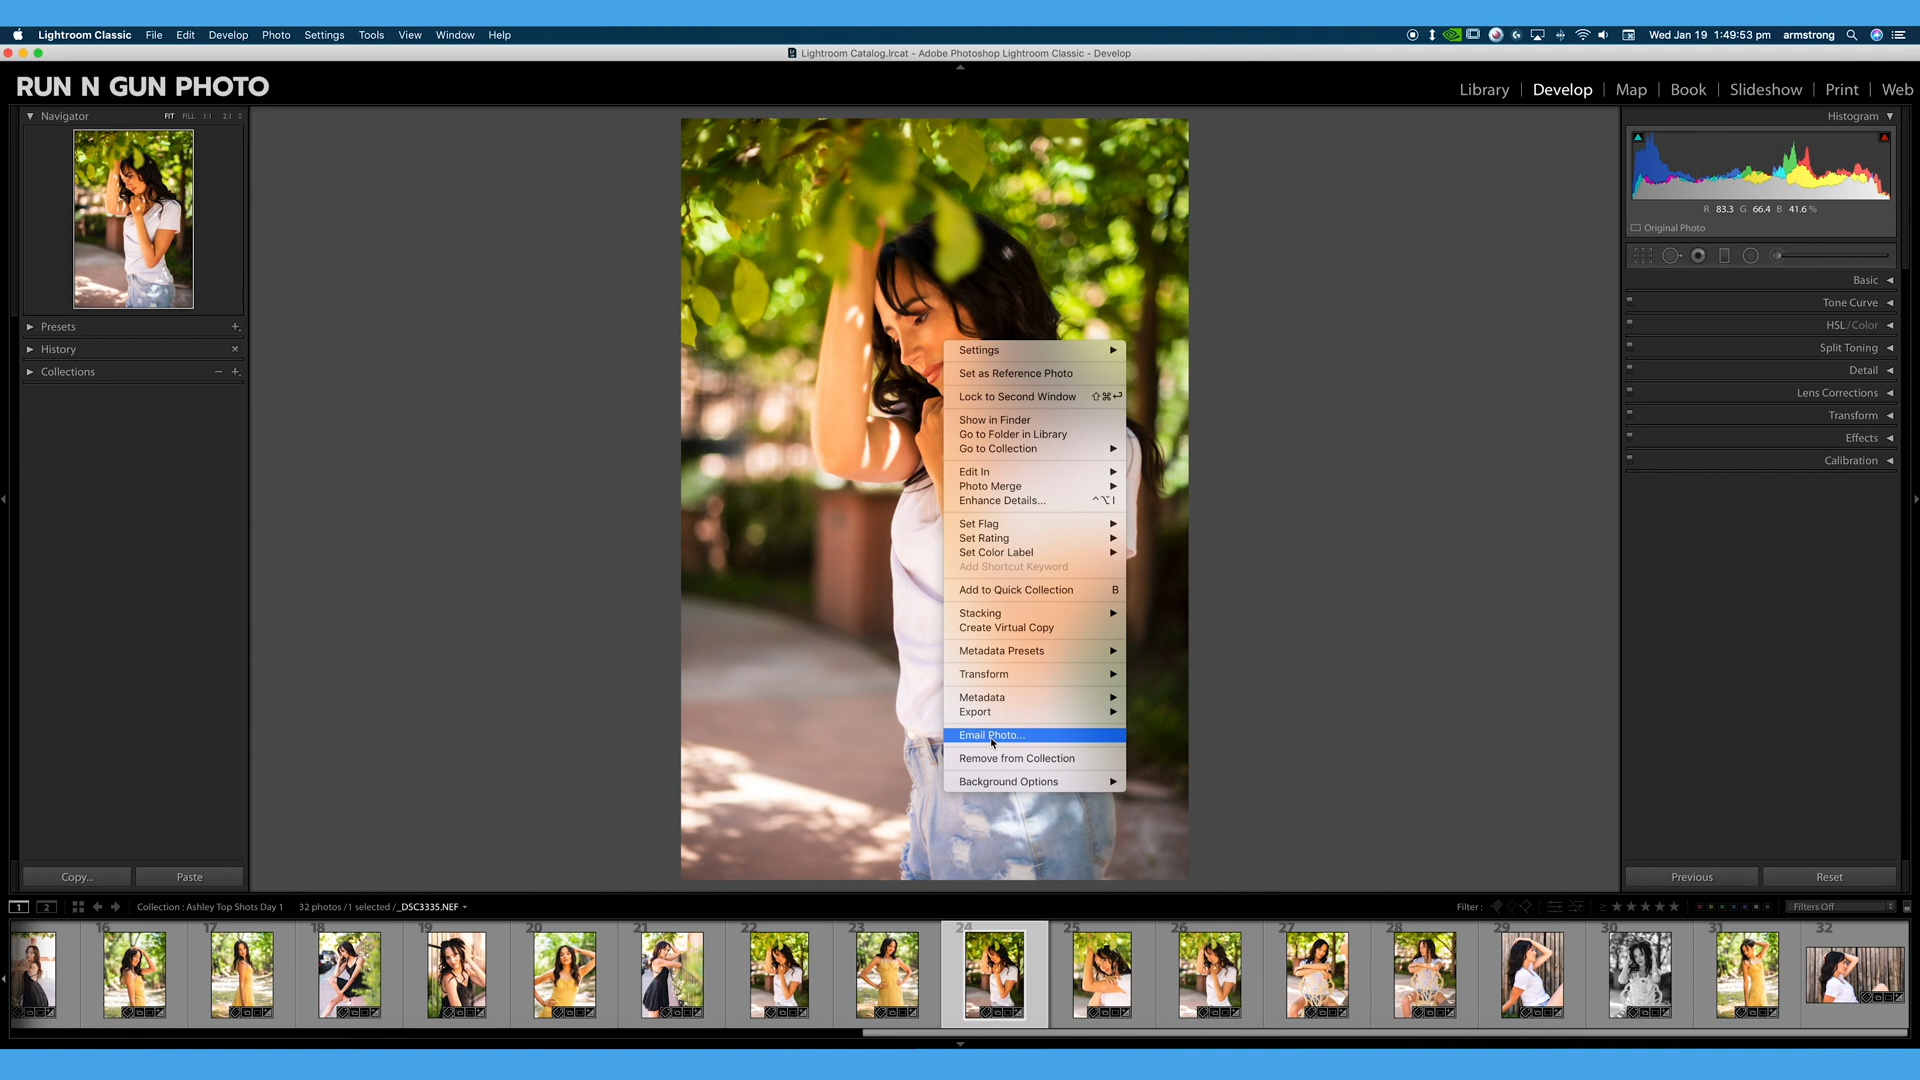 Lightroom Classic File Edit Develop Photo Settings Tools View Window Help Wed Jan 19 1:49:53 pm armstrong
Lightroom Catalog.lrcat - Adobe Photoshop Lightroom Classic - Develop
RUN N GUN PHOTO
Library | Develop | Map | Book | Slideshow | Print | Web
Navigator FIT FILL 1:1 2:1
Presets
History
Collections
Histogram
R 83.3 G 66.4 B 41.6 %
Original Photo
Basic
Tone Curve
HSL / Color
Split Toning
Detail
Lens Corrections
Transform
Effects
Calibration
Settings
Set as Reference Photo
Lock to Second Window ⇧⌘↩
Show in Finder
Go to Folder in Library
Go to Collection
Edit In
Photo Merge
Enhance Details... ^⌥I
Set Flag
Set Rating
Set Color Label
Add Shortcut Keyword
Add to Quick Collection B
Stacking
Create Virtual Copy
Metadata Presets
Transform
Metadata
Export
Email Photo...
Remove from Collection
Background Options
Copy... Paste
Previous Reset
1 2 Collection : Ashley Top Shots Day 1 32 photos / 1 selected / _DSC3335.NEF Filter : Filters Off
16 17 18 19 20 21 22 23 24 25 26 27 28 29 30 31 32